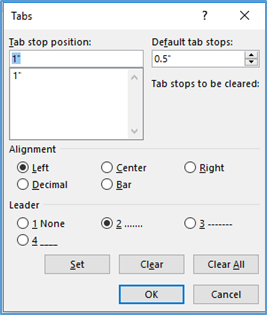 Tabs ? ×
Tab stop position: Default tab stops:
1" 0.5"
1" Tab stops to be cleared:
Alignment
Left Center Right
Decimal Bar
Leader
1 None 2 ....... 3 -------
4 ____
Set Clear Clear All
OK Cancel